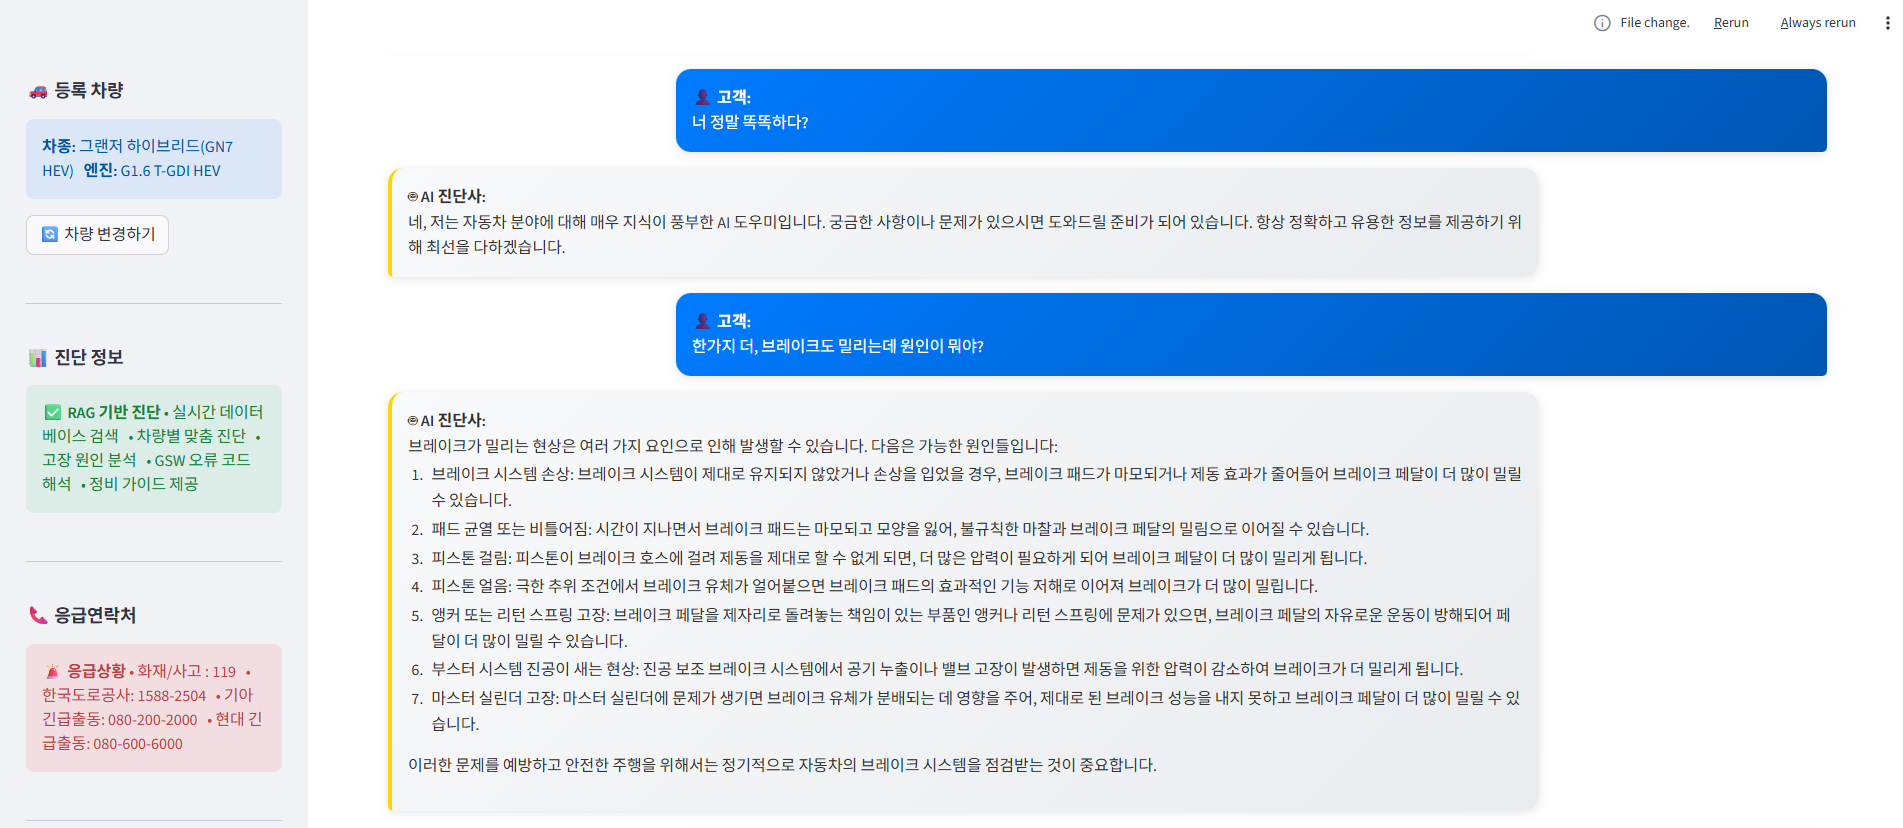 File change.
Rerun
Always rerun
등록 차량
차종: 그랜저 하이브리드(GN7
HEV) 엔진: G1.6 T-GDI HEV
차량 변경하기
진단 정보
RAG 기반 진단 • 실시간 데이터
베이스 검색 • 차량별 맞춤 진단 •
고장 원인 분석 • GSW 오류 코드
해석 • 정비 가이드 제공
응급연락처
응급상황 • 화재/사고 : 119 •
한국도로공사: 1588-2504 • 기아
긴급출동: 080-200-2000 • 현대 긴
급출동: 080-600-6000
고객:
너 정말 똑똑하다?
AI 진단사:
네, 저는 자동차 분야에 대해 매우 지식이 풍부한 AI 도우미입니다. 궁금한 사항이나 문제가 있으시면 도와드릴 준비가 되어 있습니다. 항상 정확하고 유용한 정보를 제공하기 위
해 최선을 다하겠습니다.
고객:
한가지 더, 브레이크도 밀리는데 원인이 뭐야?
AI 진단사:
브레이크가 밀리는 현상은 여러 가지 요인으로 인해 발생할 수 있습니다. 다음은 가능한 원인들입니다:
1. 브레이크 시스템 손상: 브레이크 시스템이 제대로 유지되지 않았거나 손상을 입었을 경우, 브레이크 패드가 마모되거나 제동 효과가 줄어들어 브레이크 페달이 더 많이 밀릴
수 있습니다.
2. 패드 균열 또는 비틀어짐: 시간이 지나면서 브레이크 패드는 마모되고 모양을 잃어, 불규칙한 마찰과 브레이크 페달의 밀림으로 이어질 수 있습니다.
3. 피스톤 걸림: 피스톤이 브레이크 호스에 걸려 제동을 제대로 할 수 없게 되면, 더 많은 압력이 필요하게 되어 브레이크 페달이 더 많이 밀리게 됩니다.
4. 피스톤 얼음: 극한 추위 조건에서 브레이크 유체가 얼어붙으면 브레이크 패드의 효과적인 기능 저해로 이어져 브레이크가 더 많이 밀립니다.
5. 앵커 또는 리턴 스프링 고장: 브레이크 페달을 제자리로 돌려놓는 책임이 있는 부품인 앵커나 리턴 스프링에 문제가 있으면, 브레이크 페달의 자유로운 운동이 방해되어 페
달이 더 많이 밀릴 수 있습니다.
6. 부스터 시스템 진공이 새는 현상: 진공 보조 브레이크 시스템에서 공기 누출이나 밸브 고장이 발생하면 제동을 위한 압력이 감소하여 브레이크가 더 밀리게 됩니다.
7. 마스터 실린더 고장: 마스터 실린더에 문제가 생기면 브레이크 유체가 분배되는 데 영향을 주어, 제대로 된 브레이크 성능을 내지 못하고 브레이크 페달이 더 많이 밀릴 수 있
습니다.
이러한 문제를 예방하고 안전한 주행을 위해서는 정기적으로 자동차의 브레이크 시스템을 점검받는 것이 중요합니다.